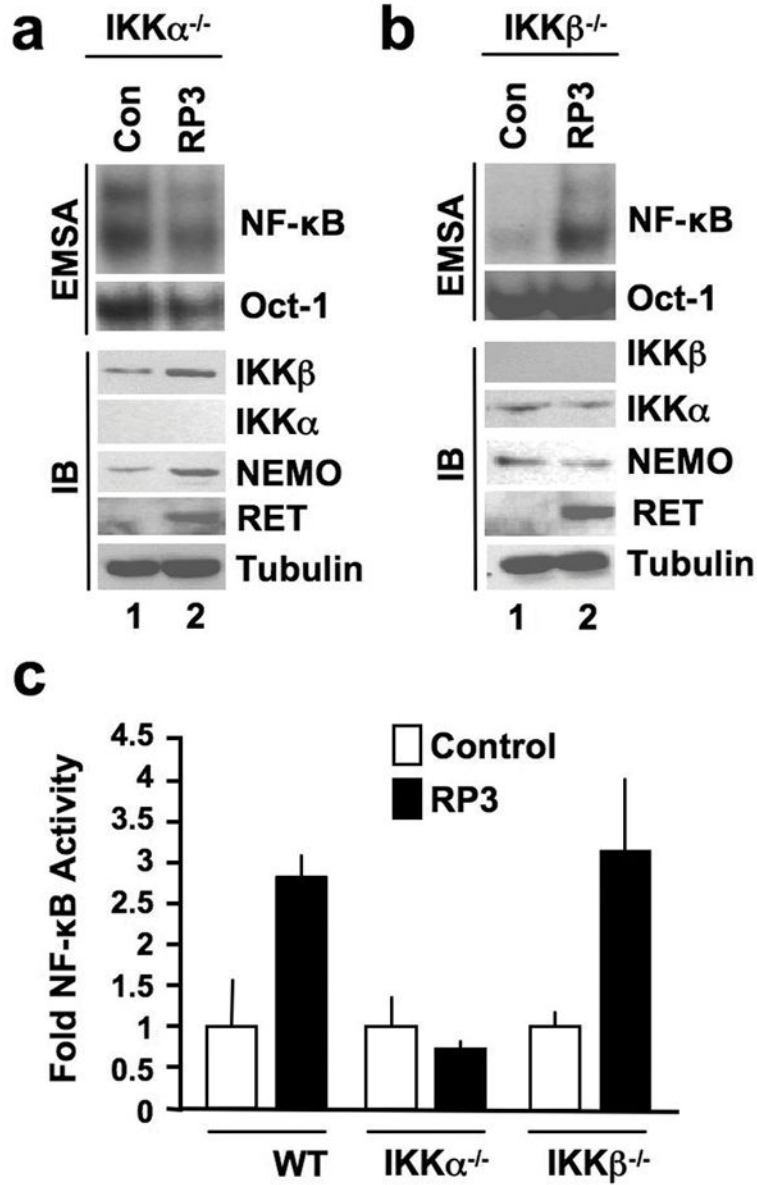 a
IKKα-/-
Con
RP3
EMSA
NF-κB
Oct-1
IB
IKKβ
IKKα
NEMO
RET
Tubulin
1 2
b
IKKβ-/-
Con
RP3
EMSA
NF-κB
Oct-1
IB
IKKβ
IKKα
NEMO
RET
Tubulin
1 2
c
Fold NF-κB Activity
4.5
4
3.5
3
2.5
2
1.5
1
0.5
0
Control
RP3
WT IKKα-/- IKKβ-/-